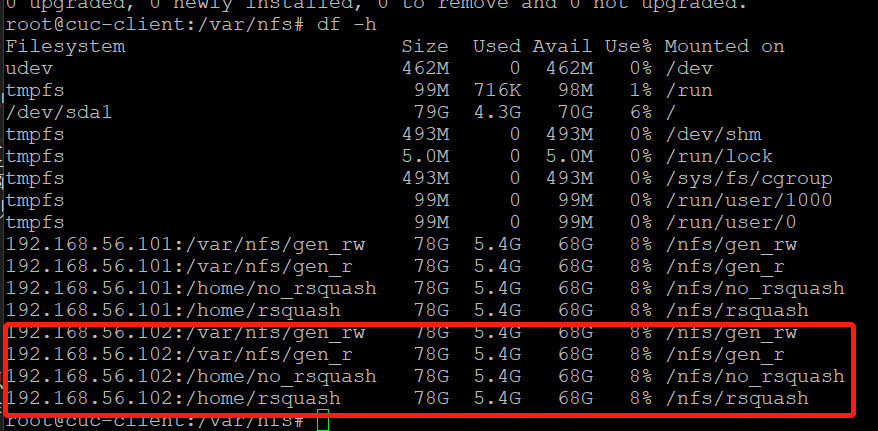 0 upgraded, 0 newly installed, 0 to remove and 0 not upgraded.
root@cuc-client:/var/nfs# df -h
Filesystem Size Used Avail Use% Mounted on
udev 462M 0 462M 0% /dev
tmpfs 99M 716K 98M 1% /run
/dev/sda1 79G 4.3G 70G 6% /
tmpfs 493M 0 493M 0% /dev/shm
tmpfs 5.0M 0 5.0M 0% /run/lock
tmpfs 493M 0 493M 0% /sys/fs/cgroup
tmpfs 99M 0 99M 0% /run/user/1000
tmpfs 99M 0 99M 0% /run/user/0
192.168.56.101:/var/nfs/gen_rw 78G 5.4G 68G 8% /nfs/gen_rw
192.168.56.101:/var/nfs/gen_r 78G 5.4G 68G 8% /nfs/gen_r
192.168.56.101:/home/no_rsquash 78G 5.4G 68G 8% /nfs/no_rsquash
192.168.56.101:/home/rsquash 78G 5.4G 68G 8% /nfs/rsquash
192.168.56.102:/var/nfs/gen_rw 78G 5.4G 68G 8% /nfs/gen_rw
192.168.56.102:/var/nfs/gen_r 78G 5.4G 68G 8% /nfs/gen_r
192.168.56.102:/home/no_rsquash 78G 5.4G 68G 8% /nfs/no_rsquash
192.168.56.102:/home/rsquash 78G 5.4G 68G 8% /nfs/rsquash
root@cuc-client:/var/nfs#